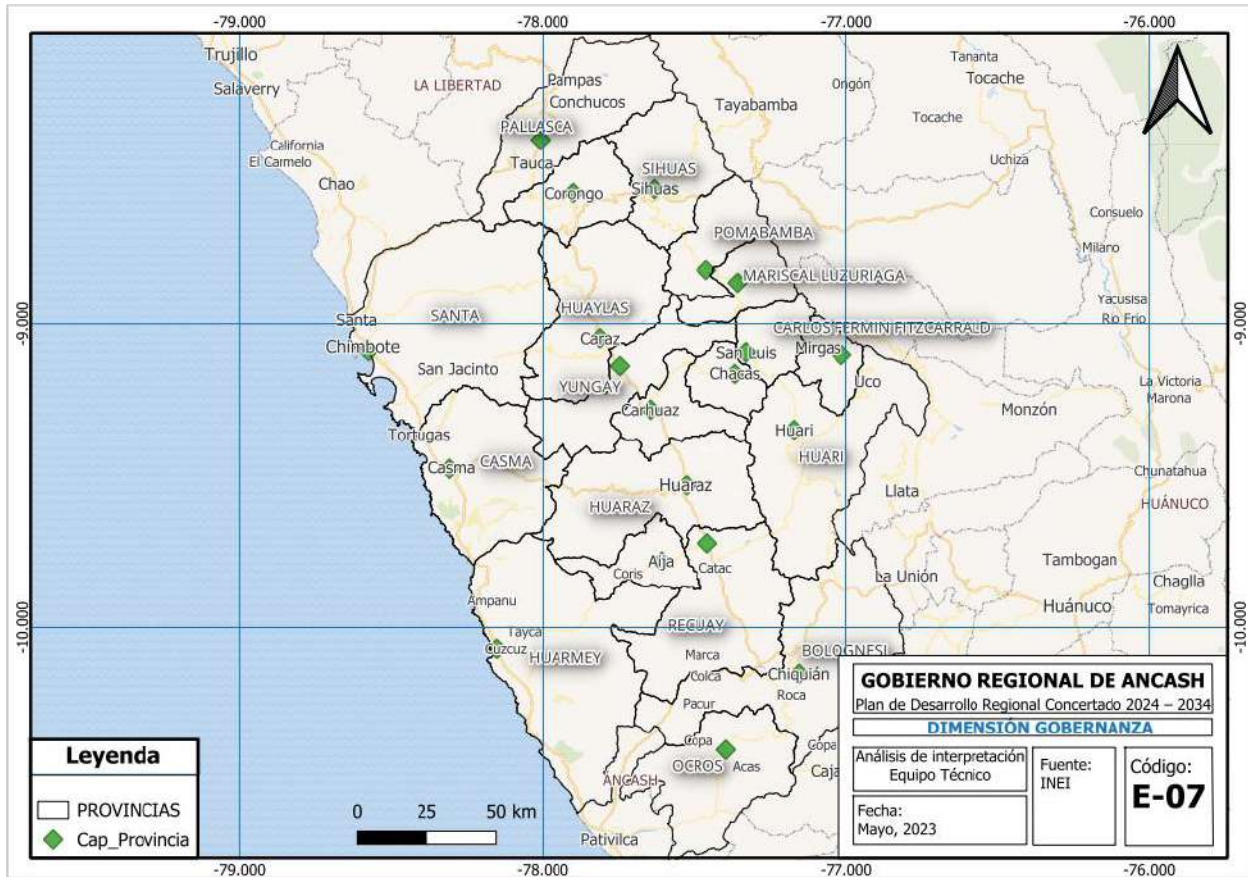 -79.000 -78.000 -77.000 -76.000
Trujillo
Salaverry
LA LIBERTAD
Pampas
Conchucos
Tayabamba
Ongón
Tananta
Tocache
Tocache
PALLASCA
Tauca
California
El Carmelo
Chao
SIHUAS
Sihuas
Corongo
Uchiza
Consuelo
POMABAMBA
Milaro
MARISCAL LUZURIAGA
Yacusisa
Rio Frio
-9.000 -9.000
Santa
SANTA
HUAYLAS
CARLOS FERMIN FITZCARRALD
Chimbote
Caraz
San Luis
Mirgas
San Jacinto
Chacas
Uco
YUNGAY
La Victoria
Marona
Carhuaz
Monzón
Tortugas
Huari
CASMA
Casma
HUARI
Chunatahua
Huaraz
Llata
HUARAZ
HUÁNUCO
Aija
Coris
Catac
La Unión
Tambogan
Chaglla
Ampanu
Huánuco
Tomayrica
-10.000 -10.000
Tayca
RECUAY
Cuzcuz
HUARMEY
Marca
BOLOGNESI
Colca
Chiquián
Roca
Pacur
Copa
Copa
OCROS
Acas
Caja
ANCASH
Pativilca
GOBIERNO REGIONAL DE ANCASH
Plan de Desarrollo Regional Concertado 2024 – 2034
DIMENSIÓN GOBERNANZA
Análisis de interpretación
Equipo Técnico
Fecha:
Mayo, 2023
Fuente:
INEI
Código:
E-07
Leyenda
PROVINCIAS
Cap_Provincia
0 25 50 km
-79.000 -78.000 -77.000 -76.000